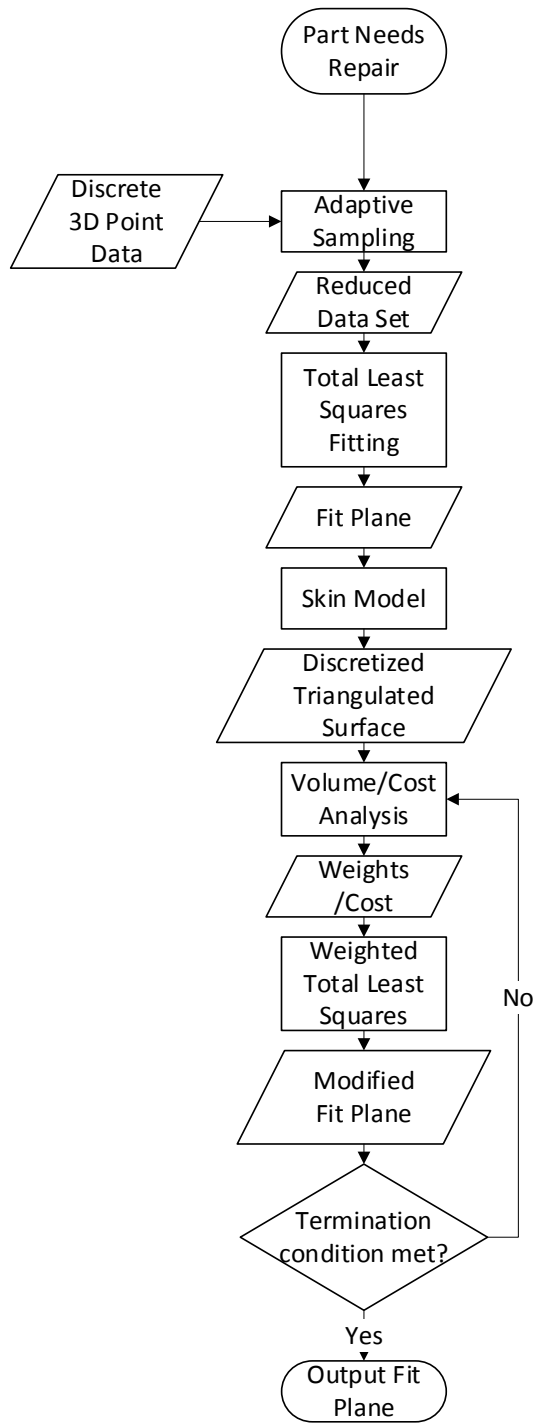 Part Needs
Repair
Discrete
3D Point
Data
Adaptive
Sampling
Reduced
Data Set
Total Least
Squares
Fitting
Fit Plane
Skin Model
Discretized
Triangulated
Surface
Volume/Cost
Analysis
Weights
/Cost
Weighted
Total Least
Squares
No
Modified
Fit Plane
Termination
condition met?
Yes
Output Fit
Plane